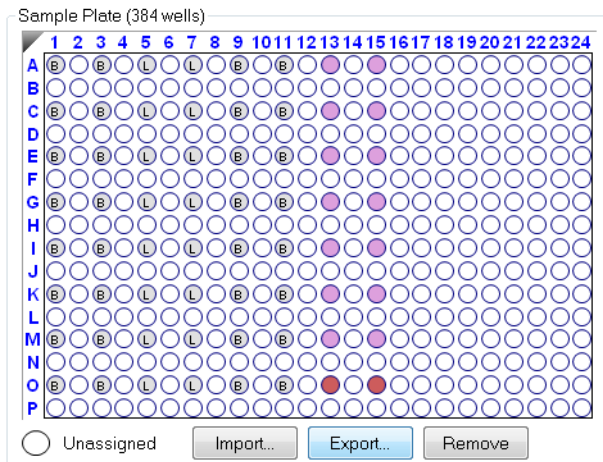 Sample Plate (384 wells)
1 2 3 4 5 6 7 8 9 10 11 12 13 14 15 16 17 18 19 20 21 22 23 24
A B B L L B B
B
C B B L L B B
D
E B B L L B B
F
G B B L L B B
H
I B B L L B B
J
K B B L L B B
L
M B B L L B B
N
O B B L L B B
P
Unassigned Import... Export... Remove